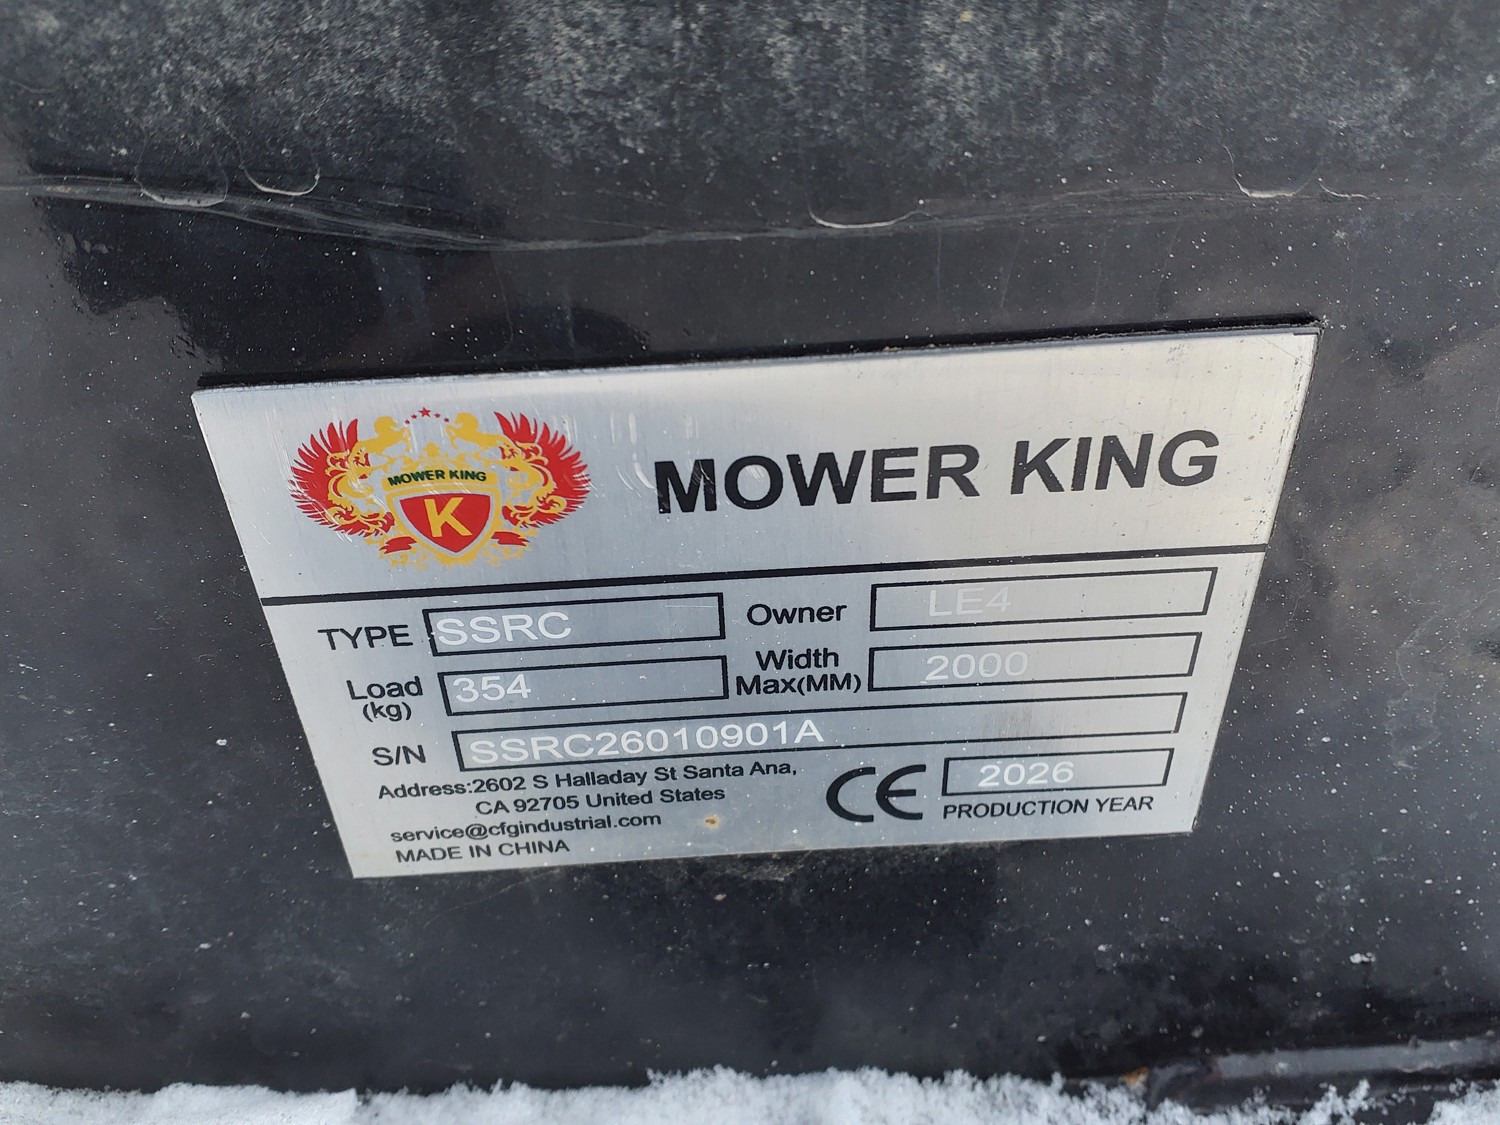 MOWER KING
K
MOWER KING
TYPE SSRC Owner LE4
Load (kg) 354 Width Max(MM) 2000
S/N SSRC26010901A
Address:2602 S Halladay St Santa Ana,
CA 92705 United States
service@cfgindustrial.com
MADE IN CHINA
CE 2026
PRODUCTION YEAR